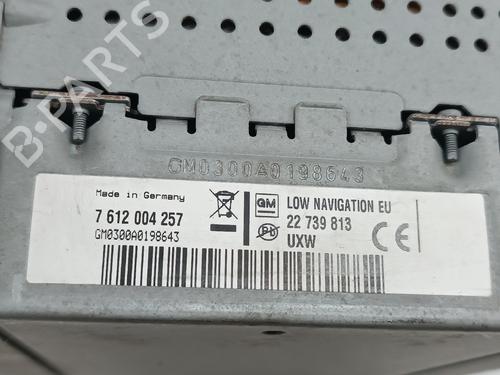 B-PARTS
GM0300A0198643
Made in Germany
7 612 004 257
GM0300A0198643
GM
LOW NAVIGATION EU
22 739 813
Pb
UXW
CE